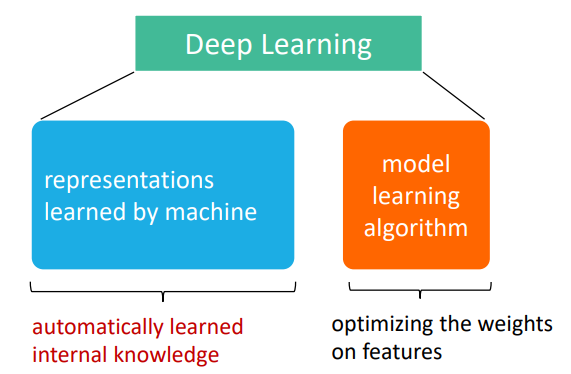 Deep Learning
representations
learned by machine
model
learning
algorithm
automatically learned
internal knowledge
optimizing the weights
on features